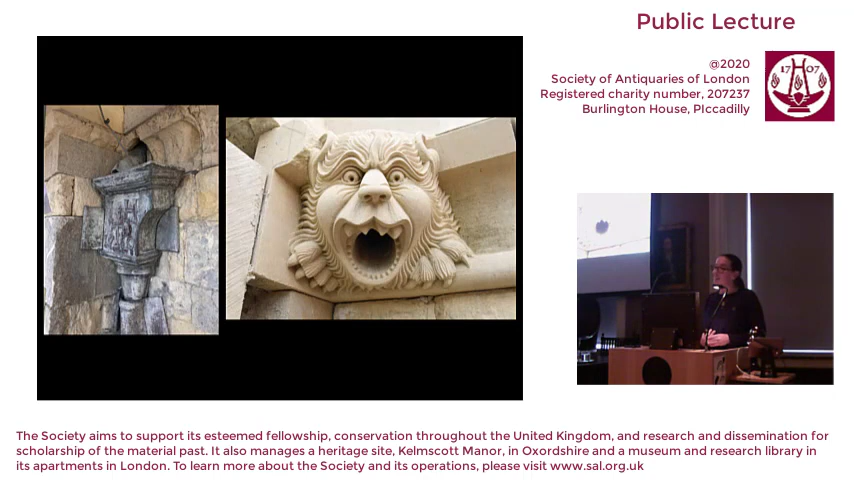 Public Lecture
@2020
Society of Antiquaries of London
Registered charity number, 207237
Burlington House, PIccadilly
17 07
The Society aims to support its esteemed fellowship, conservation throughout the United Kingdom, and research and dissemination for
scholarship of the material past. It also manages a heritage site, Kelmscott Manor, in Oxordshire and a museum and research library in
its apartments in London. To learn more about the Society and its operations, please visit www.sal.org.uk